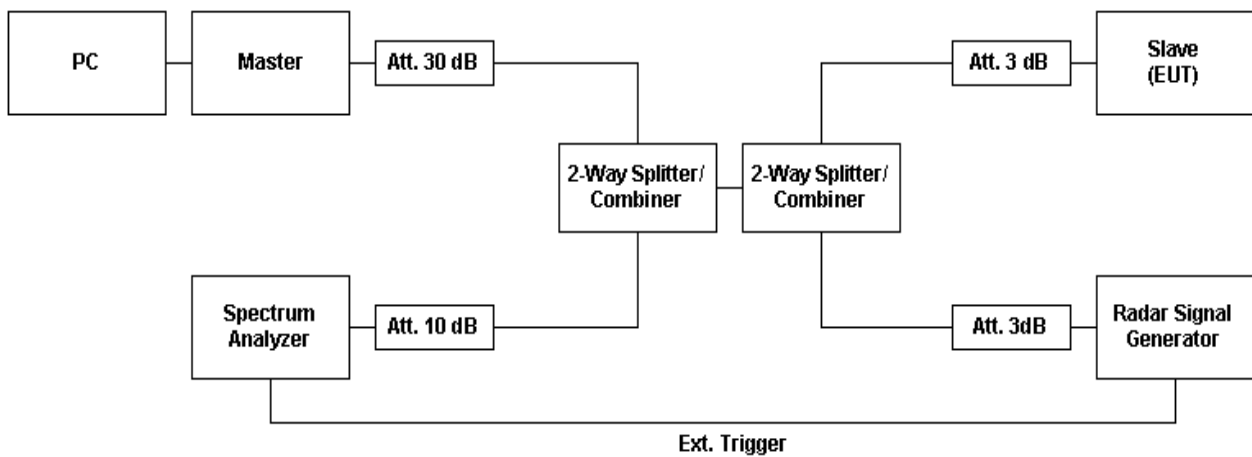 PC
Master
Att. 30 dB
Att. 3 dB
Slave
(EUT)
2-Way Splitter/
Combiner
2-Way Splitter/
Combiner
Spectrum
Analyzer
Att. 10 dB
Att. 3dB
Radar Signal
Generator
Ext. Trigger